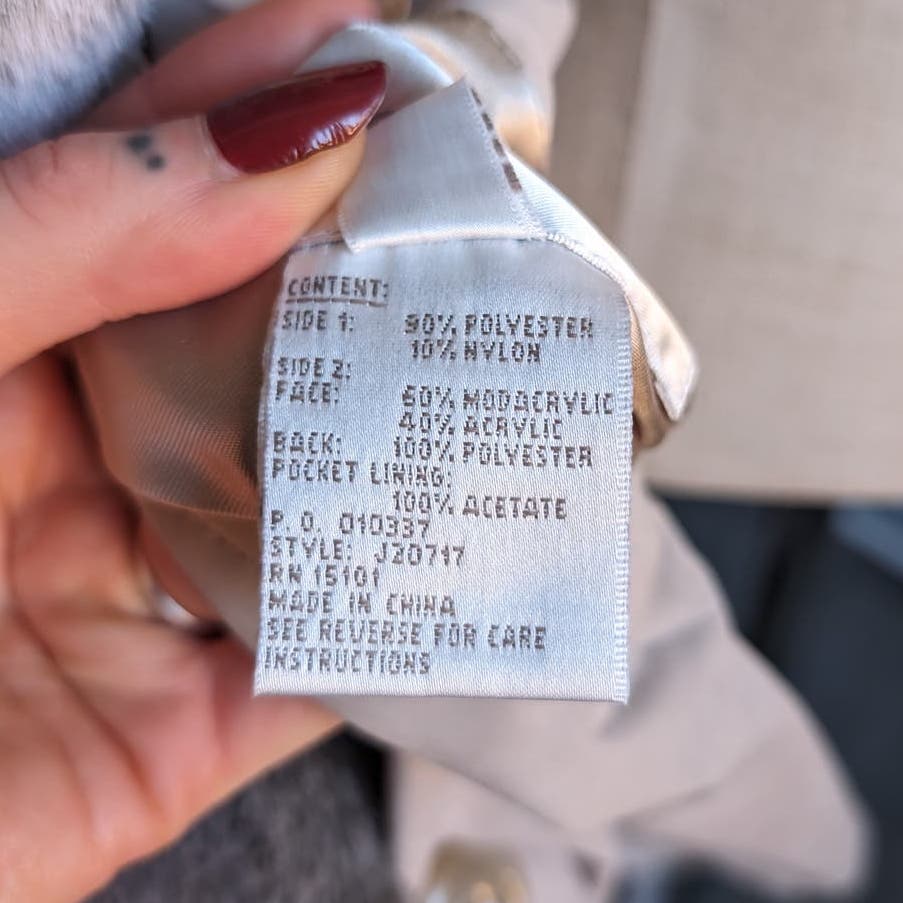 CONTENT:
SIDE 1: 90% POLYESTER
10% NYLON
SIDE 2:
FACE: 60% MODACRYLIC
40% ACRYLIC
BACK: 100% POLYESTER
POCKET LINING:
100% ACETATE
P. O. 010337
STYLE: J20717
RN 15101
MADE IN CHINA
SEE REVERSE FOR CARE
INSTRUCTIONS